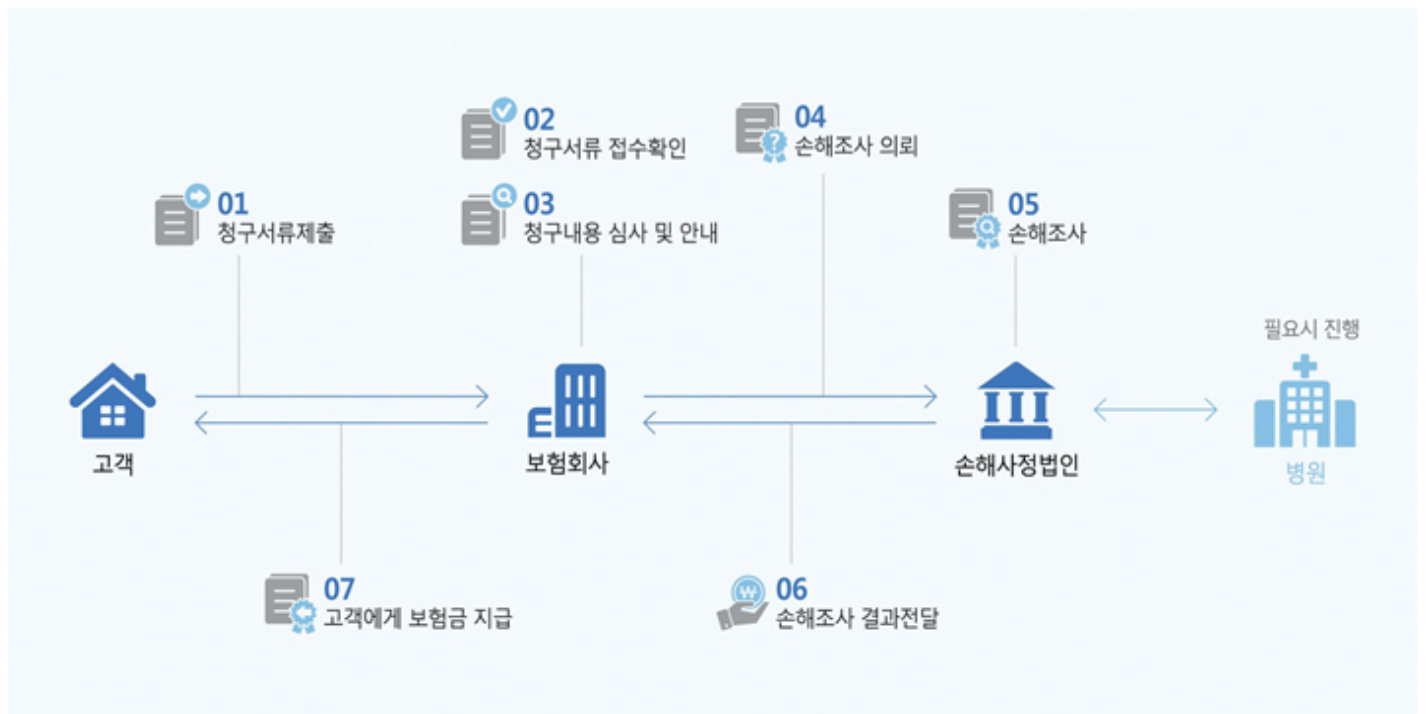 02
청구서류 접수확인
04
손해조사 의뢰
01
청구서류제출
03
청구내용 심사 및 안내
05
손해조사
필요시 진행
고객
보험회사
손해사정법인
병원
07
고객에게 보험금 지급
06
손해조사 결과전달